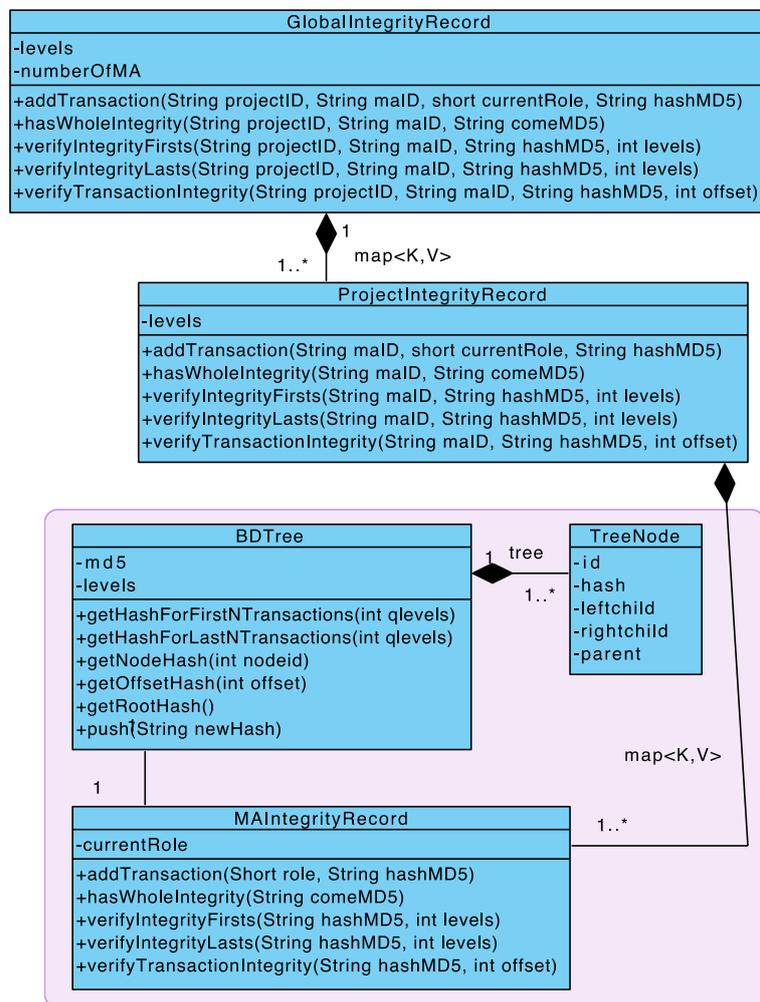 GlobalIntegrityRecord
-levels
-numberOfMA
+addTransaction(String projectID, String maID, short currentRole, String hashMD5)
+hasWholeIntegrity(String projectID, String maID, String comeMD5)
+verifyIntegrityFirsts(String projectID, String maID, String hashMD5, int levels)
+verifyIntegrityLasts(String projectID, String maID, String hashMD5, int levels)
+verifyTransactionIntegrity(String projectID, String maID, String hashMD5, int offset)
1
map<K,V>
1..*
ProjectIntegrityRecord
-levels
+addTransaction(String maID, short currentRole, String hashMD5)
+hasWholeIntegrity(String maID, String comeMD5)
+verifyIntegrityFirsts(String maID, String hashMD5, int levels)
+verifyIntegrityLasts(String maID, String hashMD5, int levels)
+verifyTransactionIntegrity(String maID, String hashMD5, int offset)
BDTree
-md5
-levels
+getHashForFirstNTransactions(int qlevels)
+getHashForLastNTransactions(int qlevels)
+getNodeHash(int nodeid)
+getOffsetHash(int offset)
+getRootHash()
+push(String newHash)
1
1
tree
1..*
TreeNode
-id
-hash
-leftchild
-rightchild
-parent
map<K,V>
1
1..*
MAIntegrityRecord
-currentRole
+addTransaction(Short role, String hashMD5)
+hasWholeIntegrity(String comeMD5)
+verifyIntegrityFirsts(String hashMD5, int levels)
+verifyIntegrityLasts(String hashMD5, int levels)
+verifyTransactionIntegrity(String hashMD5, int offset)